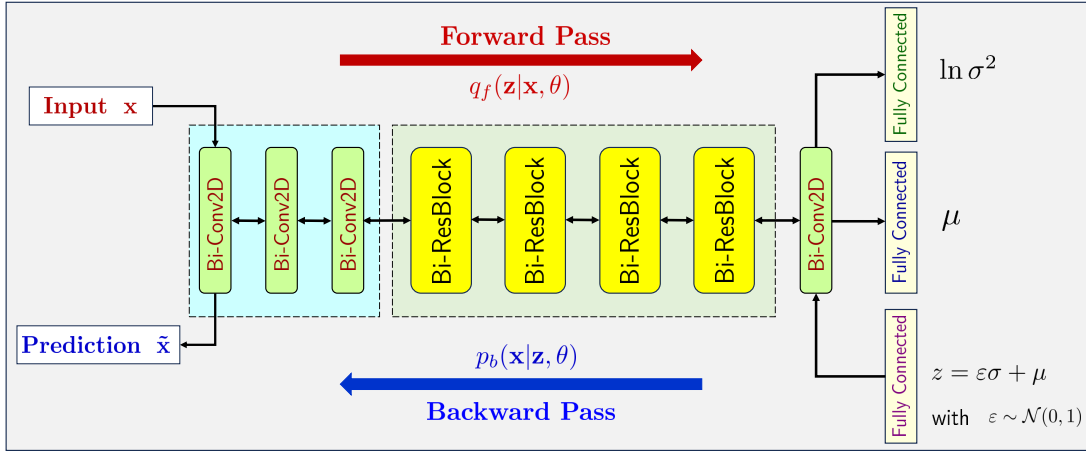 Forward Pass
q_f(z|x, θ)
Input x
Bi-Conv2D
Bi-Conv2D
Bi-Conv2D
Bi-ResBlock
Bi-ResBlock
Bi-ResBlock
Bi-ResBlock
Bi-Conv2D
Fully Connected
ln σ²
Fully Connected
μ
Fully Connected
z = εσ + μ
with ε ∼ 𝒩(0, 1)
Prediction x̃
p_b(x|z, θ)
Backward Pass